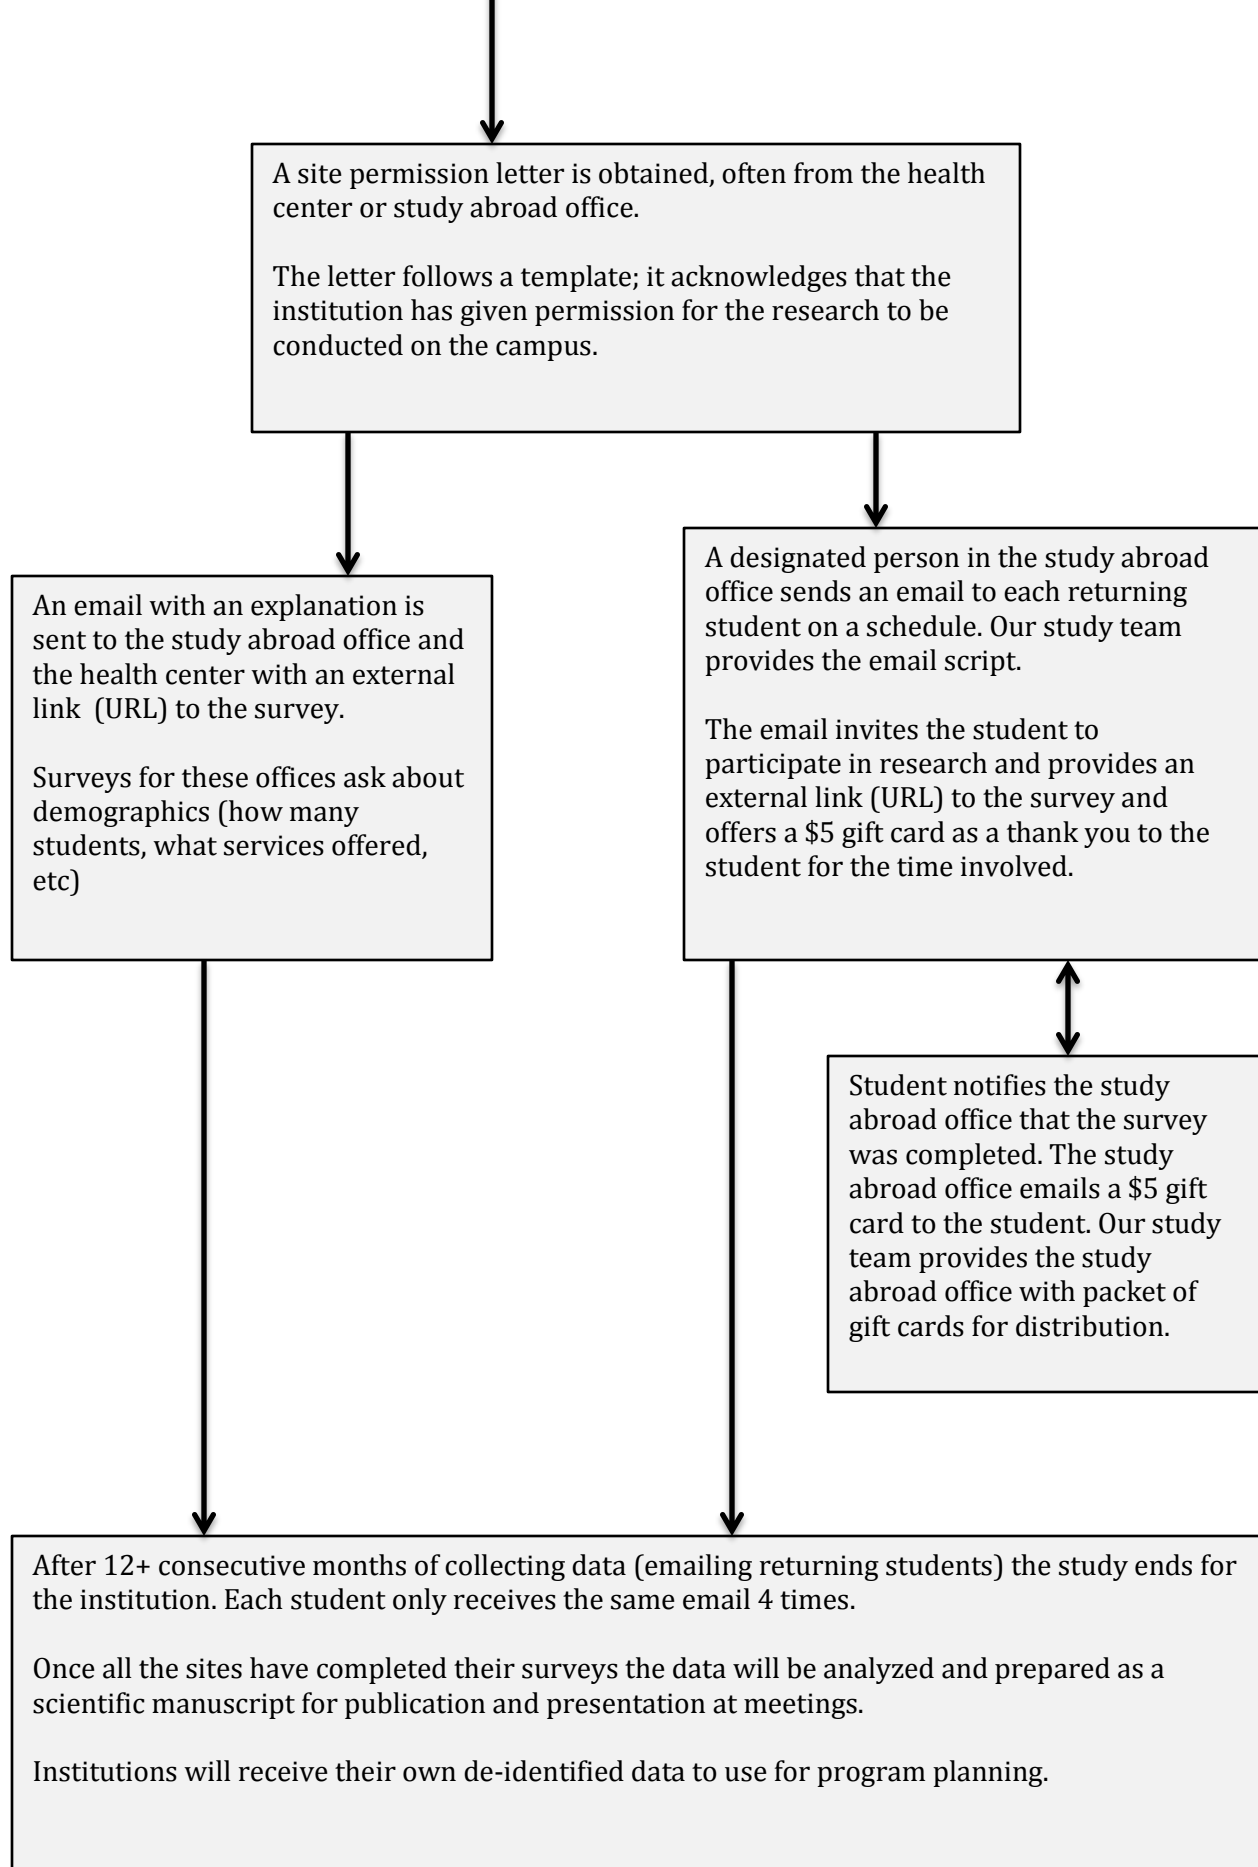 A site permission letter is obtained, often from the health
center or study abroad office.
The letter follows a template; it acknowledges that the
institution has given permission for the research to be
conducted on the campus.
An email with an explanation is
sent to the study abroad office and
the health center with an external
link  (URL) to the survey.
Surveys for these offices ask about
demographics (how many
students, what services offered,
etc)
A designated person in the study abroad
office sends an email to each returning
student on a schedule. Our study team
provides the email script.
The email invites the student to
participate in research and provides an
external link (URL) to the survey and
offers a $5 gift card as a thank you to the
student for the time involved.
Student notifies the study
abroad office that the survey
was completed. The study
abroad office emails a $5 gift
card to the student. Our study
team provides the study
abroad office with packet of
gift cards for distribution.
After 12+ consecutive months of collecting data (emailing returning students) the study ends for
the institution. Each student only receives the same email 4 times.
Once all the sites have completed their surveys the data will be analyzed and prepared as a
scientific manuscript for publication and presentation at meetings.
Institutions will receive their own de-identified data to use for program planning.